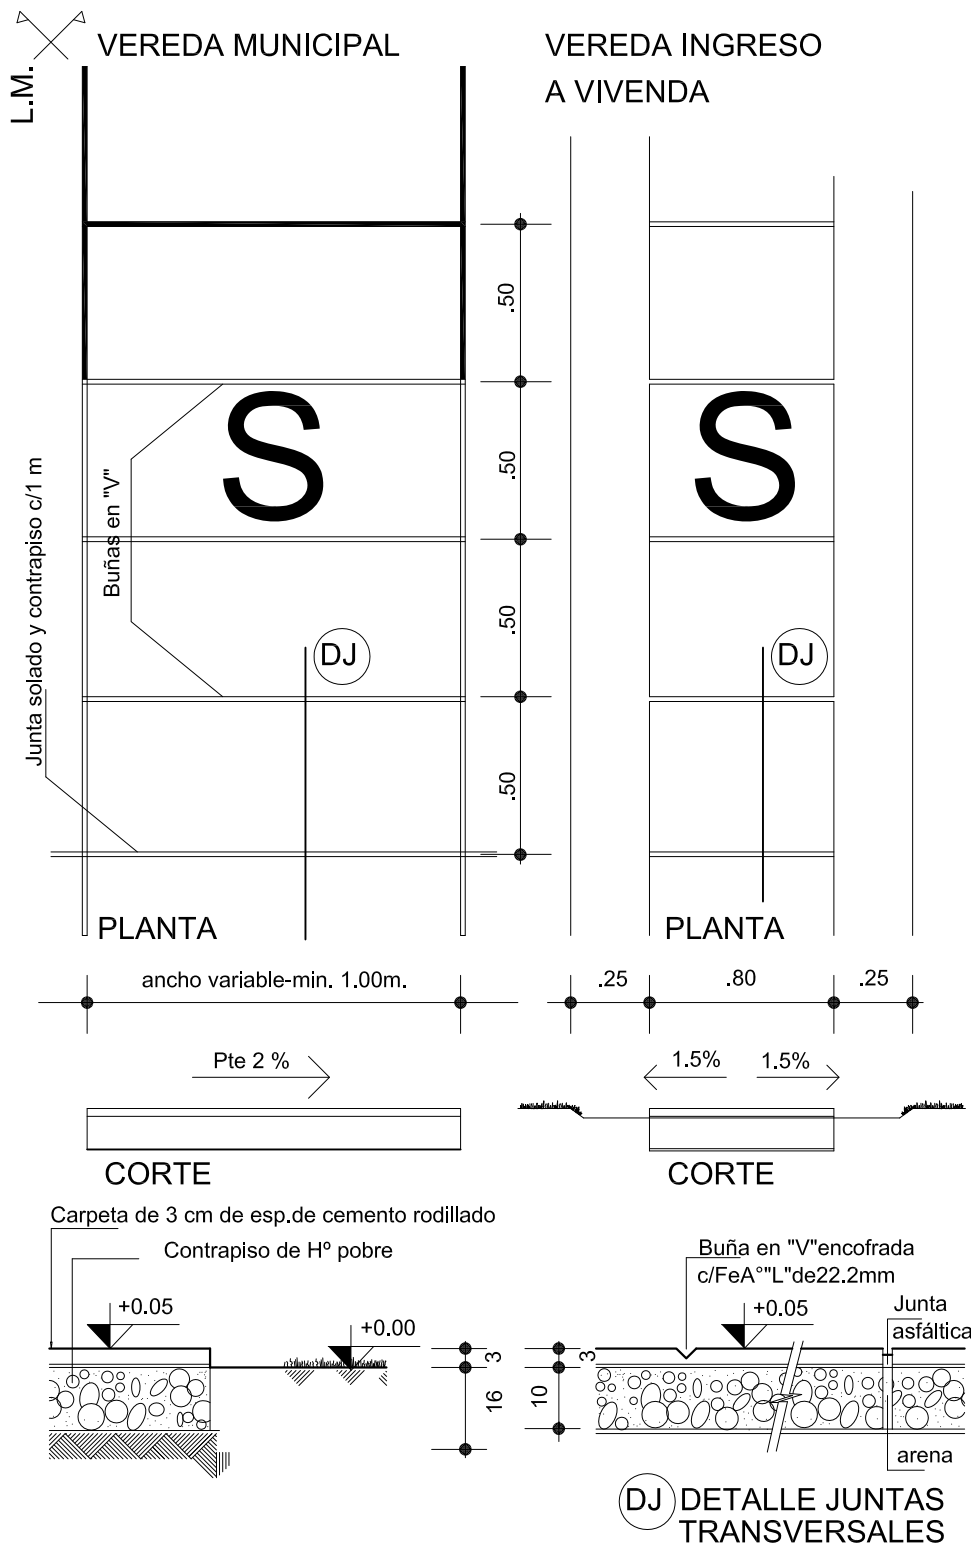 L.M.
VEREDA MUNICIPAL
VEREDA INGRESO
A VIVENDA
.50
.50
.50
.50
S
S
Buñas en "V"
Junta solado y contrapiso c/1 m
DJ
DJ
PLANTA
PLANTA
ancho variable-min. 1.00m.
.25
.80
.25
Pte 2 %
1.5%
1.5%
CORTE
CORTE
Carpeta de 3 cm de esp.de cemento rodillado
Contrapiso de Hº pobre
+0.05
+0.00
3
16
Buña en "V"encofrada
c/FeA°"L"de22.2mm
+0.05
Junta
asfáltica
3
10
arena
DJ DETALLE JUNTAS
TRANSVERSALES